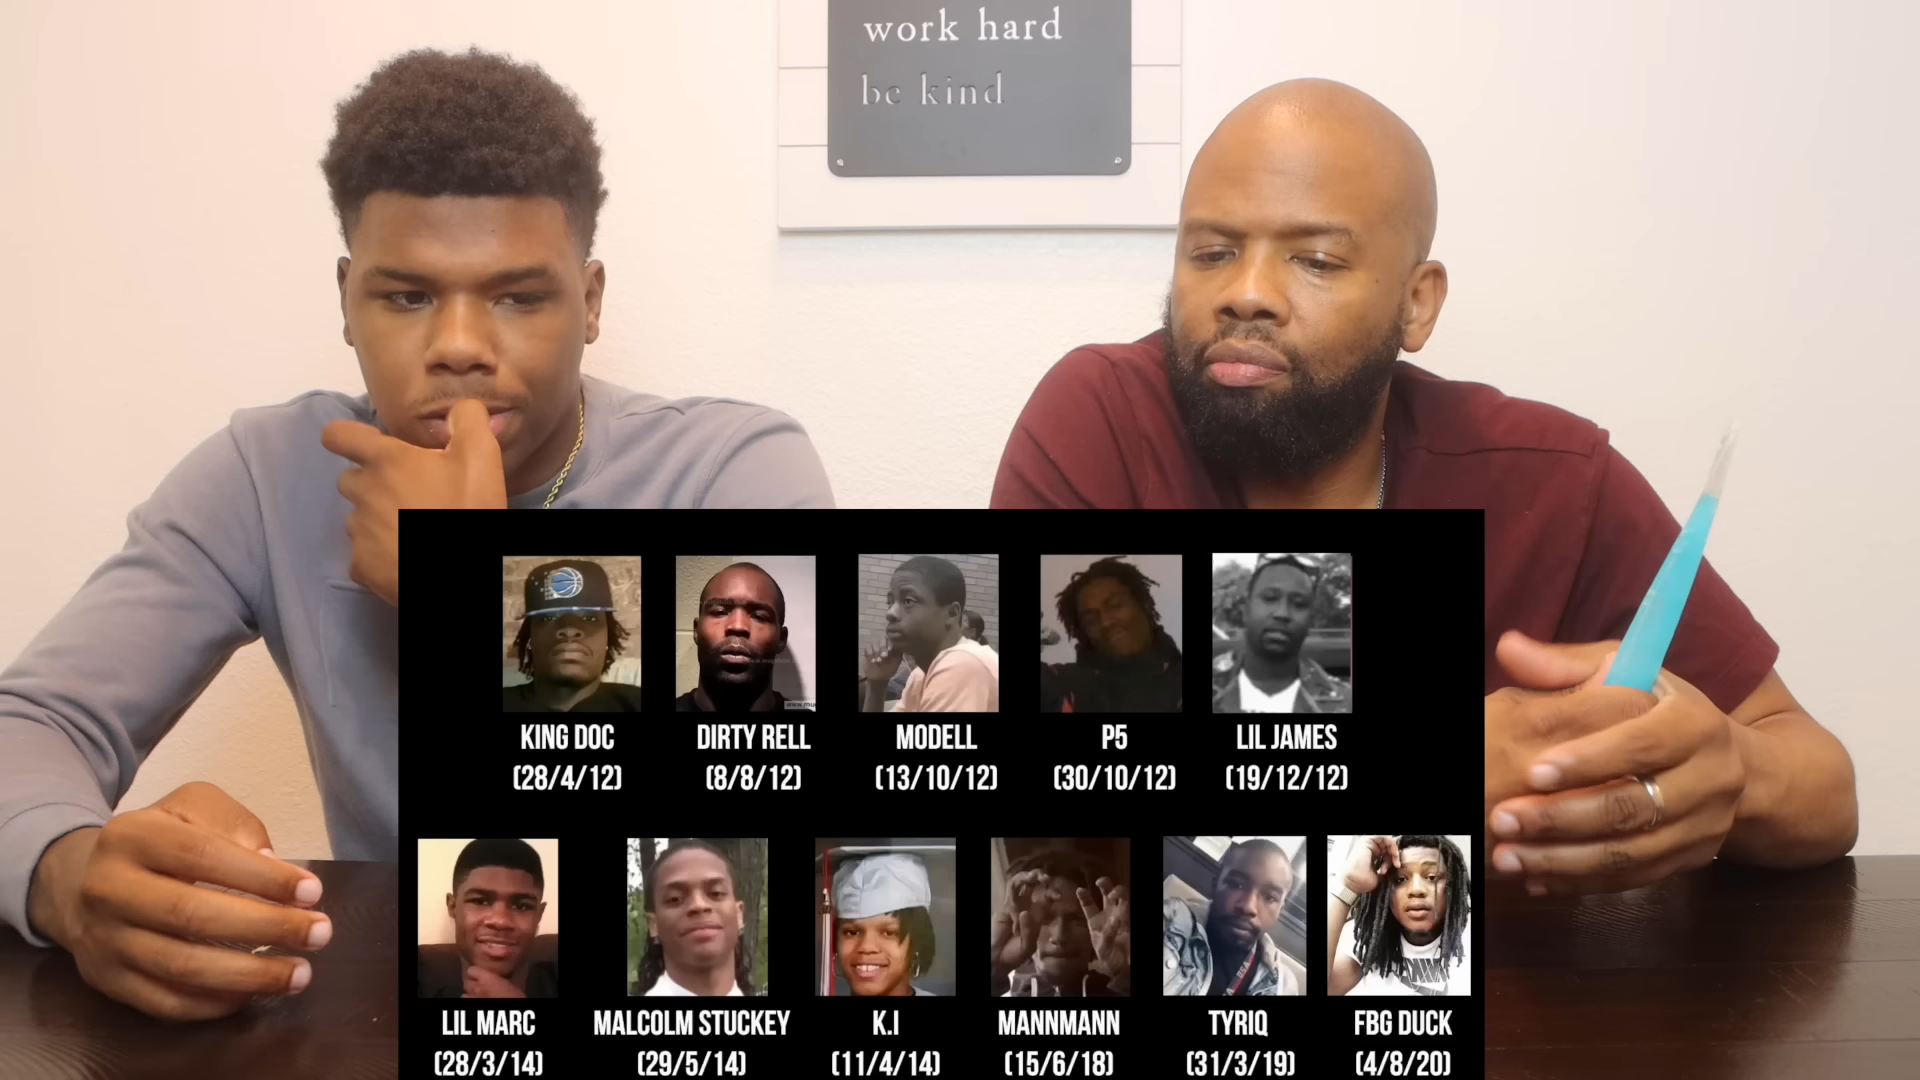 work hard
be kind
KING DOC
(28/4/12)
DIRTY RELL
(8/8/12)
MODELL
(13/10/12)
P5
(30/10/12)
LIL JAMES
(19/12/12)
LIL MARC
(28/3/14)
MALCOLM STUCKEY
(29/5/14)
K.I
(11/4/14)
MANNMANN
(15/6/18)
TYRIQ
(31/3/19)
FBG DUCK
(4/8/20)